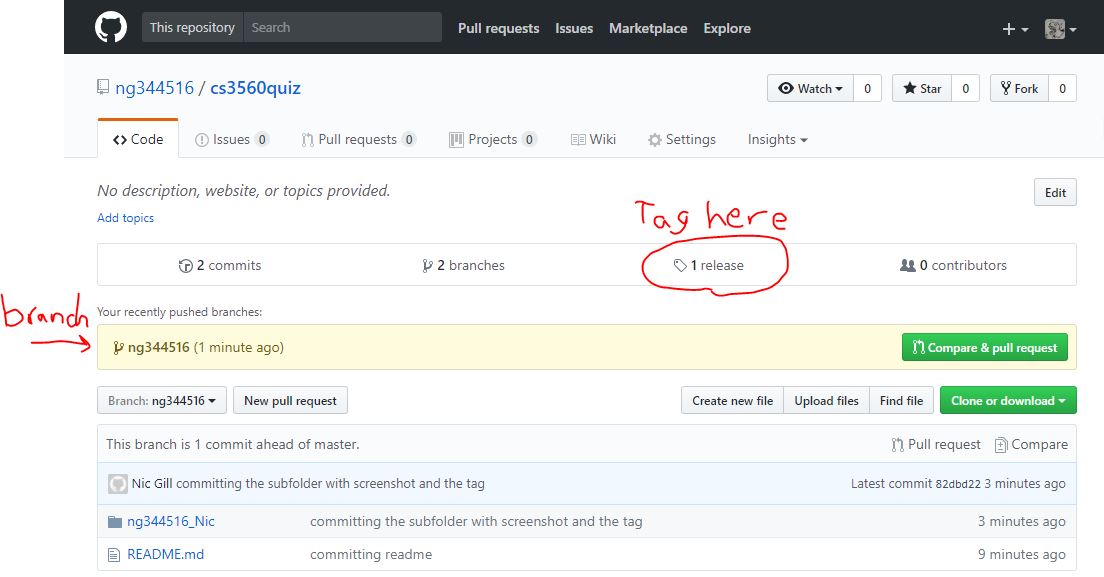 This repository Search Pull requests Issues Marketplace Explore
ng344516 / cs3560quiz Watch 0 Star 0 Fork 0
Code Issues 0 Pull requests 0 Projects 0 Wiki Settings Insights
No description, website, or topics provided. Edit
Add topics
Tag here
2 commits 2 branches 1 release 0 contributors
branch
Your recently pushed branches:
ng344516 (1 minute ago) Compare & pull request
Branch: ng344516 New pull request Create new file Upload files Find file Clone or download
This branch is 1 commit ahead of master. Pull request Compare
Nic Gill committing the subfolder with screenshot and the tag Latest commit 82dbd22 3 minutes ago
ng344516_Nic committing the subfolder with screenshot and the tag 3 minutes ago
README.md committing readme 9 minutes ago